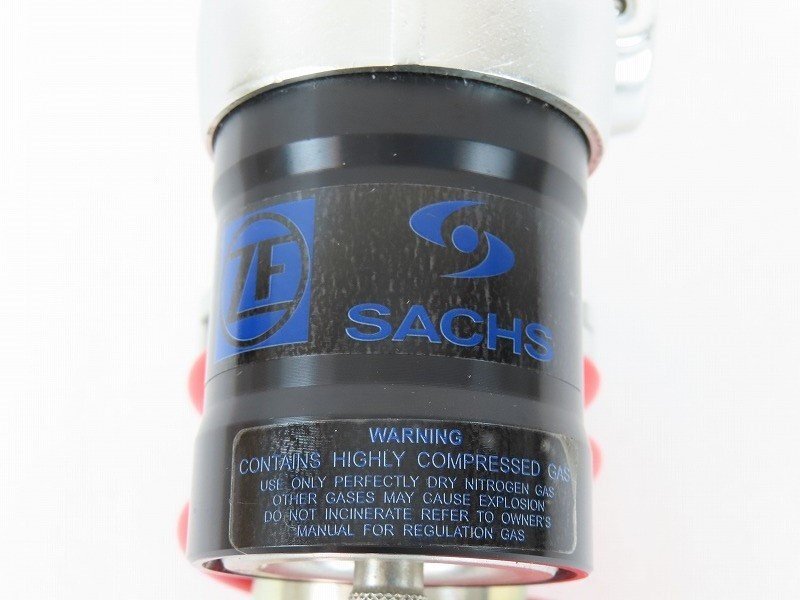 ZF
SACHS
WARNING
CONTAINS HIGHLY COMPRESSED GAS
USE ONLY PERFECTLY DRY NITROGEN GAS
OTHER GASES MAY CAUSE EXPLOSION
DO NOT INCINERATE REFER TO OWNER'S
MANUAL FOR REGULATION GAS